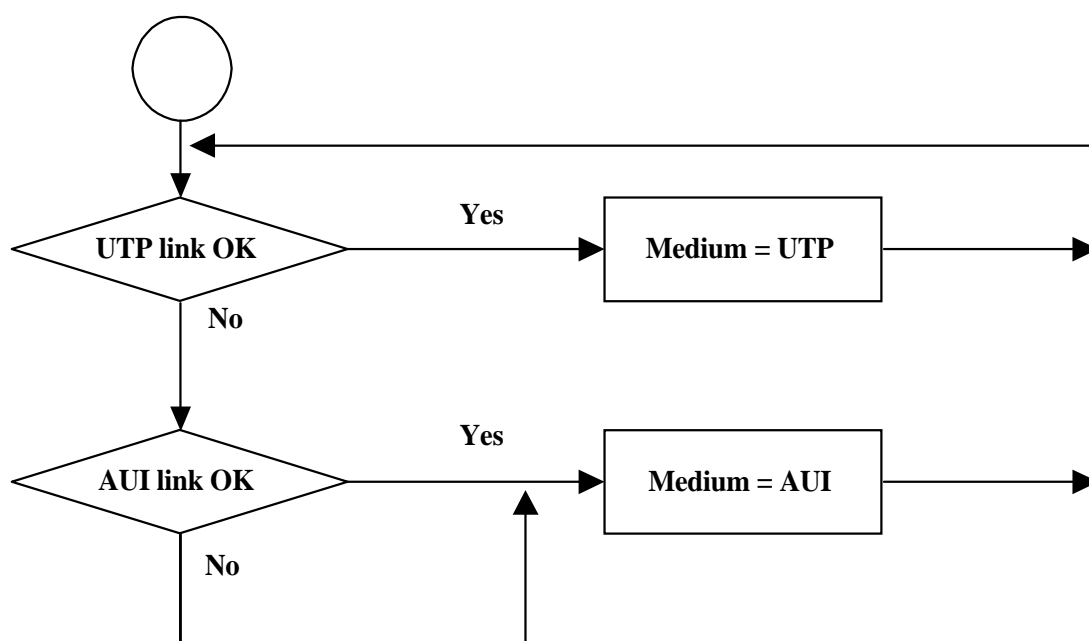 Yes
UTP link OK
Medium = UTP
No
Yes
AUI link OK
Medium = AUI
No